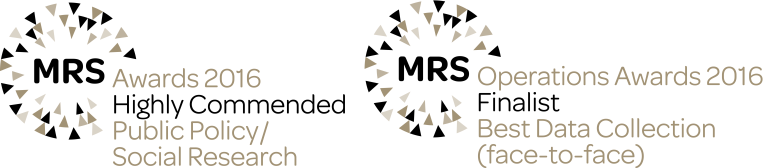 MRS Awards 2016
Highly Commended
Public Policy/
Social Research
MRS Operations Awards 2016
Finalist
Best Data Collection
(face-to-face)